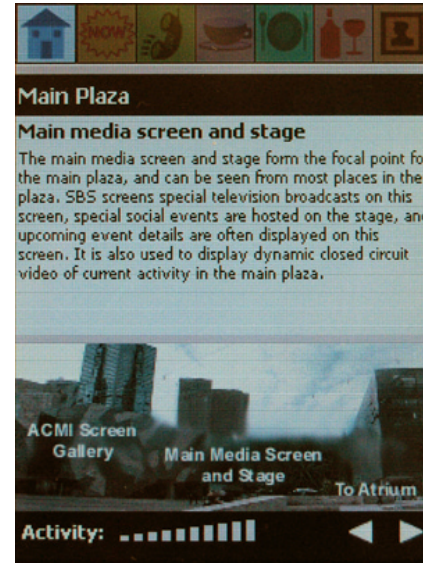 NOW
Main Plaza
Main media screen and stage
The main media screen and stage form the focal point fo
the main plaza, and can be seen from most places in the
plaza. SBS screens special television broadcasts on this
screen, special social events are hosted on the stage, and
upcoming event details are often displayed on this
screen. It is also used to display dynamic closed circuit
video of current activity in the main plaza.
ACMI Screen
Gallery
Main Media Screen
and Stage
To Atrium
Activity: